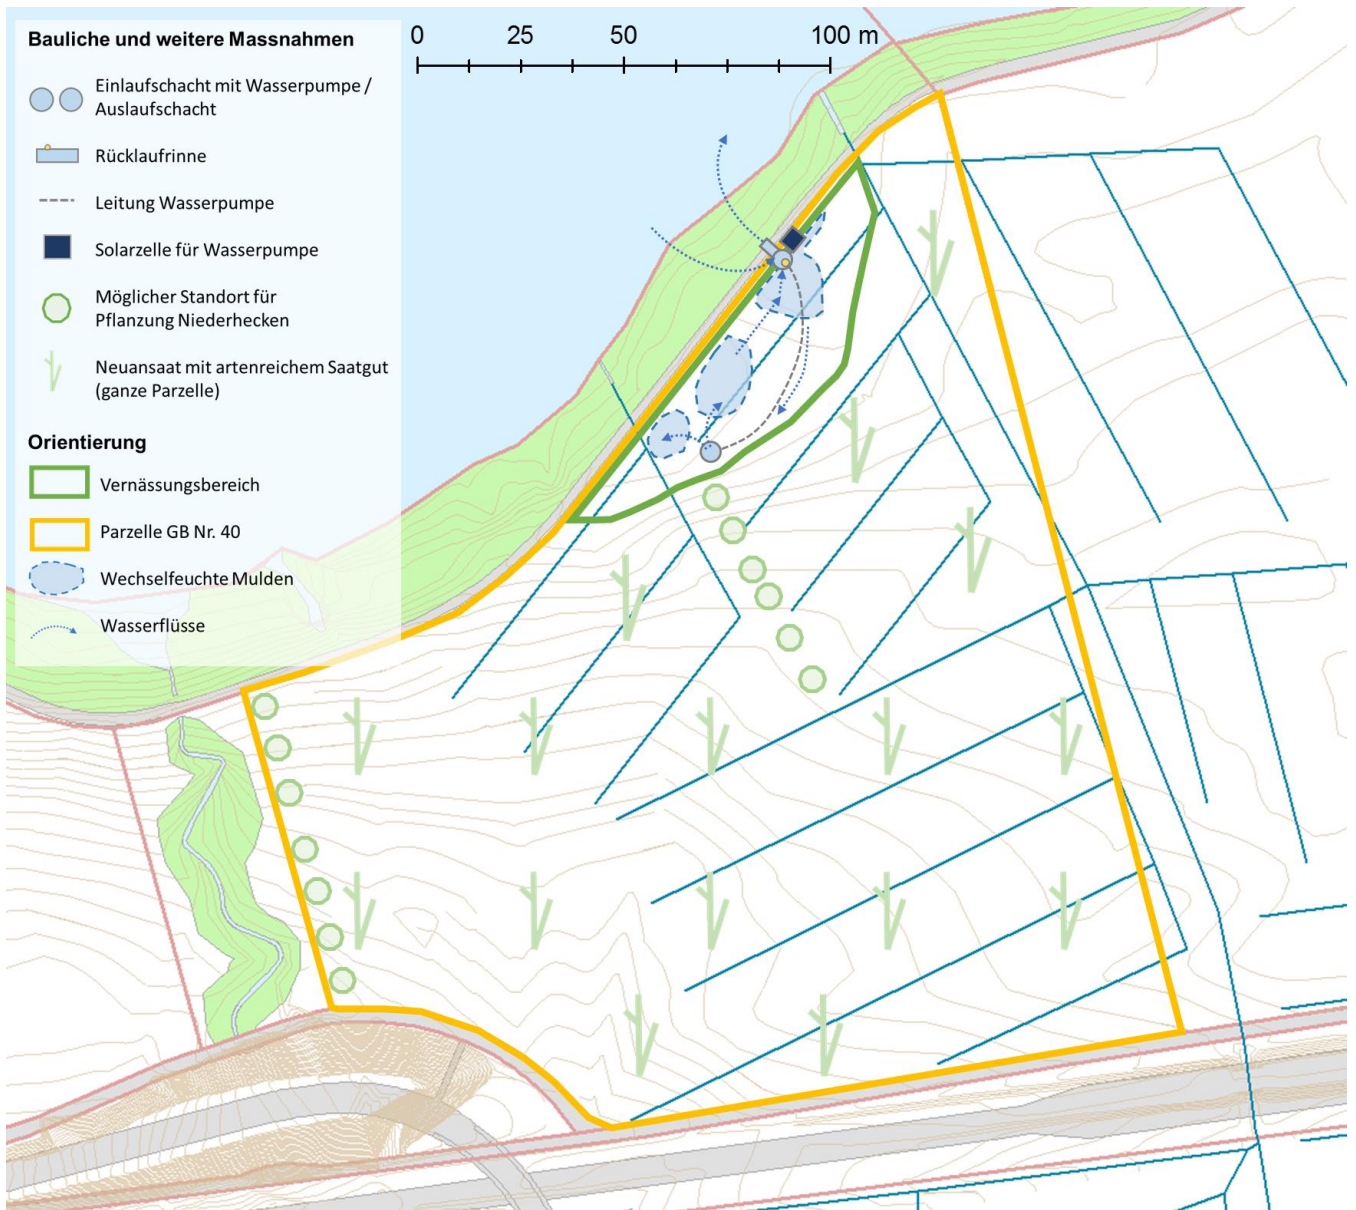 Bauliche und weitere Massnahmen
Einlaufschacht mit Wasserpumpe /
Auslaufschacht
Rücklaufrinne
Leitung Wasserpumpe
Solarzelle für Wasserpumpe
Möglicher Standort für
Pflanzung Niederhecken
Neuansaat mit artenreichem Saatgut
(ganze Parzelle)
Orientierung
Vernässungsbereich
Parzelle GB Nr. 40
Wechselfeuchte Mulden
Wasserflüsse
0 25 50 100 m